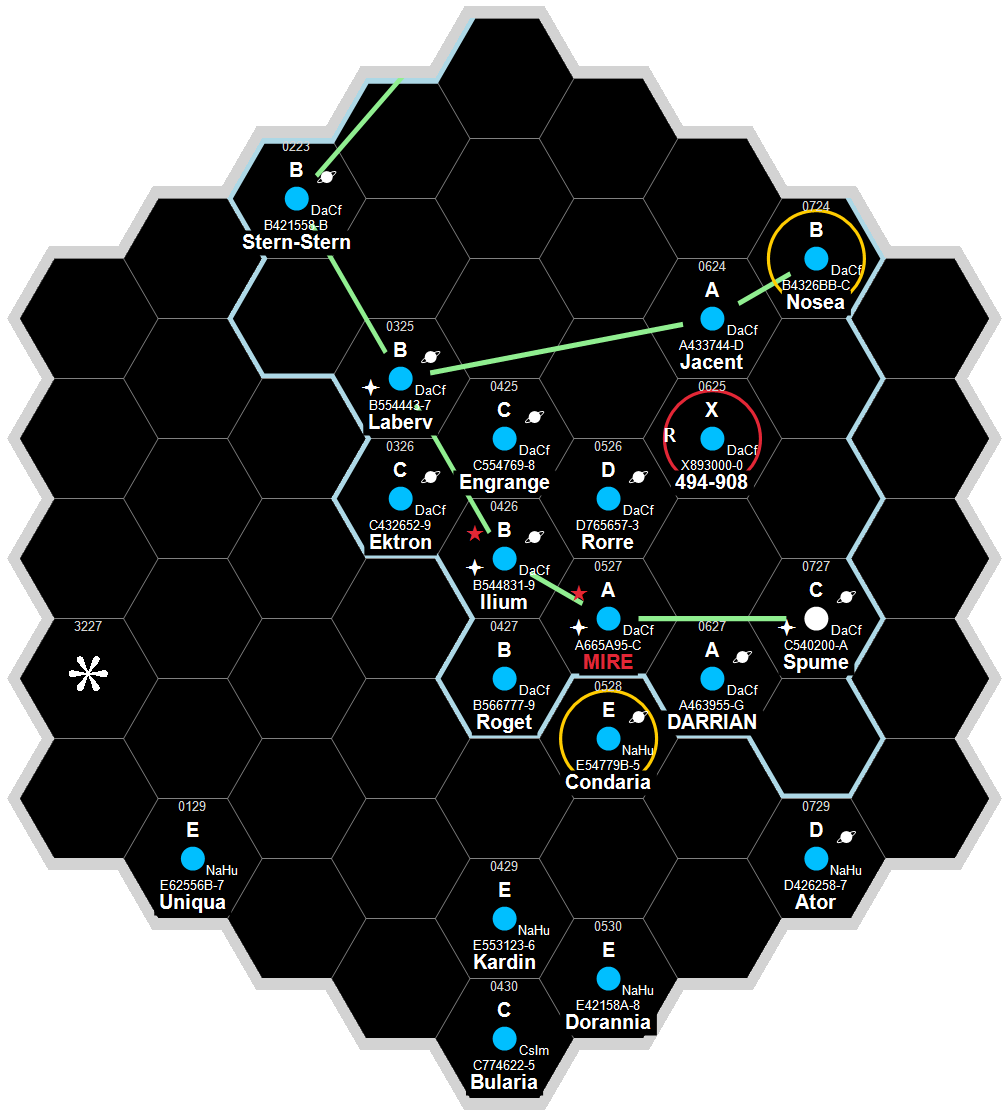 0223
B
DaCf
B421558-B
Stern-Stern
0724
B
DaCf
B4326BB-C
Nosea
0624
A
DaCf
A433744-D
Jacent
0325
B
DaCf
B554443-7
Laberv
0425
C
DaCf
C554769-8
Engrange
0625
X
R
DaCf
X893000-0
494-908
0326
C
DaCf
C432652-9
Ektron
0526
D
DaCf
D765657-3
Rorre
0426
B
DaCf
B544831-9
Ilium
0527
A
DaCf
A665A95-C
MIRE
0727
C
DaCf
C540200-A
Spume
3227
0427
B
DaCf
B566777-9
Roget
0627
A
DaCf
A463955-G
DARRIAN
0528
E
NaHu
E54779B-5
Condaria
0129
E
NaHu
E62556B-7
Uniqua
0729
D
NaHu
D426258-7
Ator
0429
E
NaHu
E553123-6
Kardin
0530
E
NaHu
E42158A-8
Dorannia
0430
C
CsIm
C774622-5
Bularia